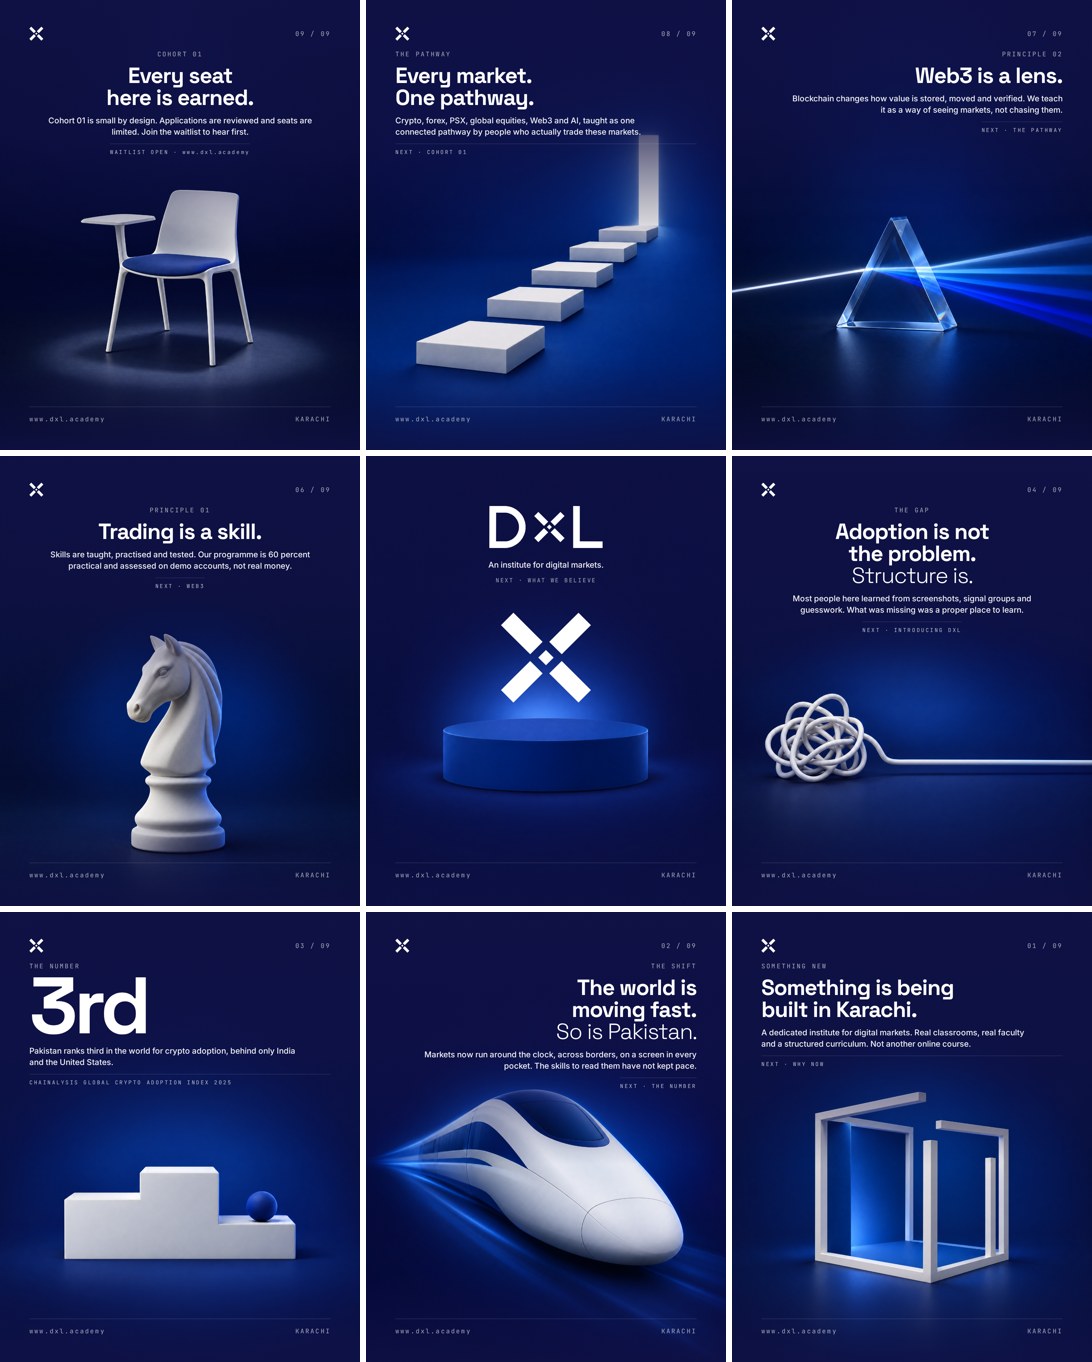 09 / 09
COHORT 01
Every seat
here is earned.
Cohort 01 is small by design. Applications are reviewed and seats are
limited. Join the waitlist to hear first.
WAITLIST OPEN · www.dxl.academy
www.dxl.academy
KARACHI
08 / 09
THE PATHWAY
Every market.
One pathway.
Crypto, forex, PSX, global equities, Web3 and AI, taught as one
connected pathway by people who actually trade these markets.
NEXT · COHORT 01
www.dxl.academy
KARACHI
07 / 09
PRINCIPLE 02
Web3 is a lens.
Blockchain changes how value is stored, moved and verified. We teach
it as a way of seeing markets, not chasing them.
NEXT · THE PATHWAY
www.dxl.academy
KARACHI
06 / 09
PRINCIPLE 01
Trading is a skill.
Skills are taught, practised and tested. Our programme is 60 percent
practical and assessed on demo accounts, not real money.
NEXT · WEB3
www.dxl.academy
KARACHI
DXL
An institute for digital markets.
NEXT · WHAT WE BELIEVE
www.dxl.academy
KARACHI
04 / 09
THE GAP
Adoption is not
the problem.
Structure is.
Most people here learned from screenshots, signal groups and
guesswork. What was missing was a proper place to learn.
NEXT · INTRODUCING DXL
www.dxl.academy
KARACHI
03 / 09
THE NUMBER
3rd
Pakistan ranks third in the world for crypto adoption, behind only India
and the United States.
CHAINALYSIS GLOBAL CRYPTO ADOPTION INDEX 2025
www.dxl.academy
KARACHI
02 / 09
THE SHIFT
The world is
moving fast.
So is Pakistan.
Markets now run around the clock, across borders, on a screen in every
pocket. The skills to read them have not kept pace.
NEXT · THE NUMBER
www.dxl.academy
KARACHI
01 / 09
SOMETHING NEW
Something is being
built in Karachi.
A dedicated institute for digital markets. Real classrooms, real faculty
and a structured curriculum. Not another online course.
NEXT · WHY NOW
www.dxl.academy
KARACHI